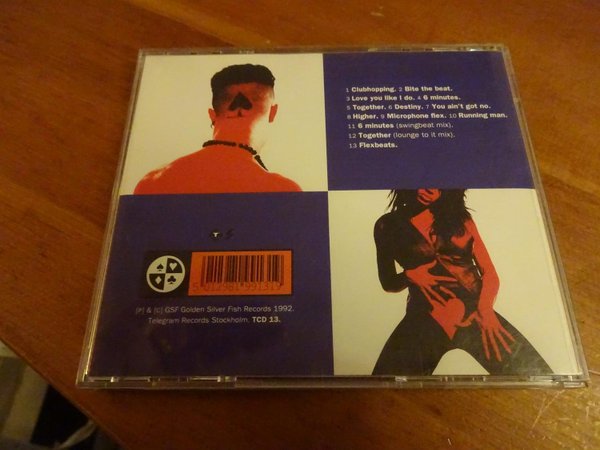 1 Clubhopping. 2 Bite the beat.
3 Love you like I do. 4 6 minutes.
5 Together. 6 Destiny. 7 You ain't got no.
8 Higher. 9 Microphone flex. 10 Running man.
11 6 minutes (swingbeat mix).
12 Together (lounge to it mix).
13 Flexbeats.
[P] & [C] GSF Golden Silver Fish Records 1992.
Telegram Records Stockholm. TCD 13.